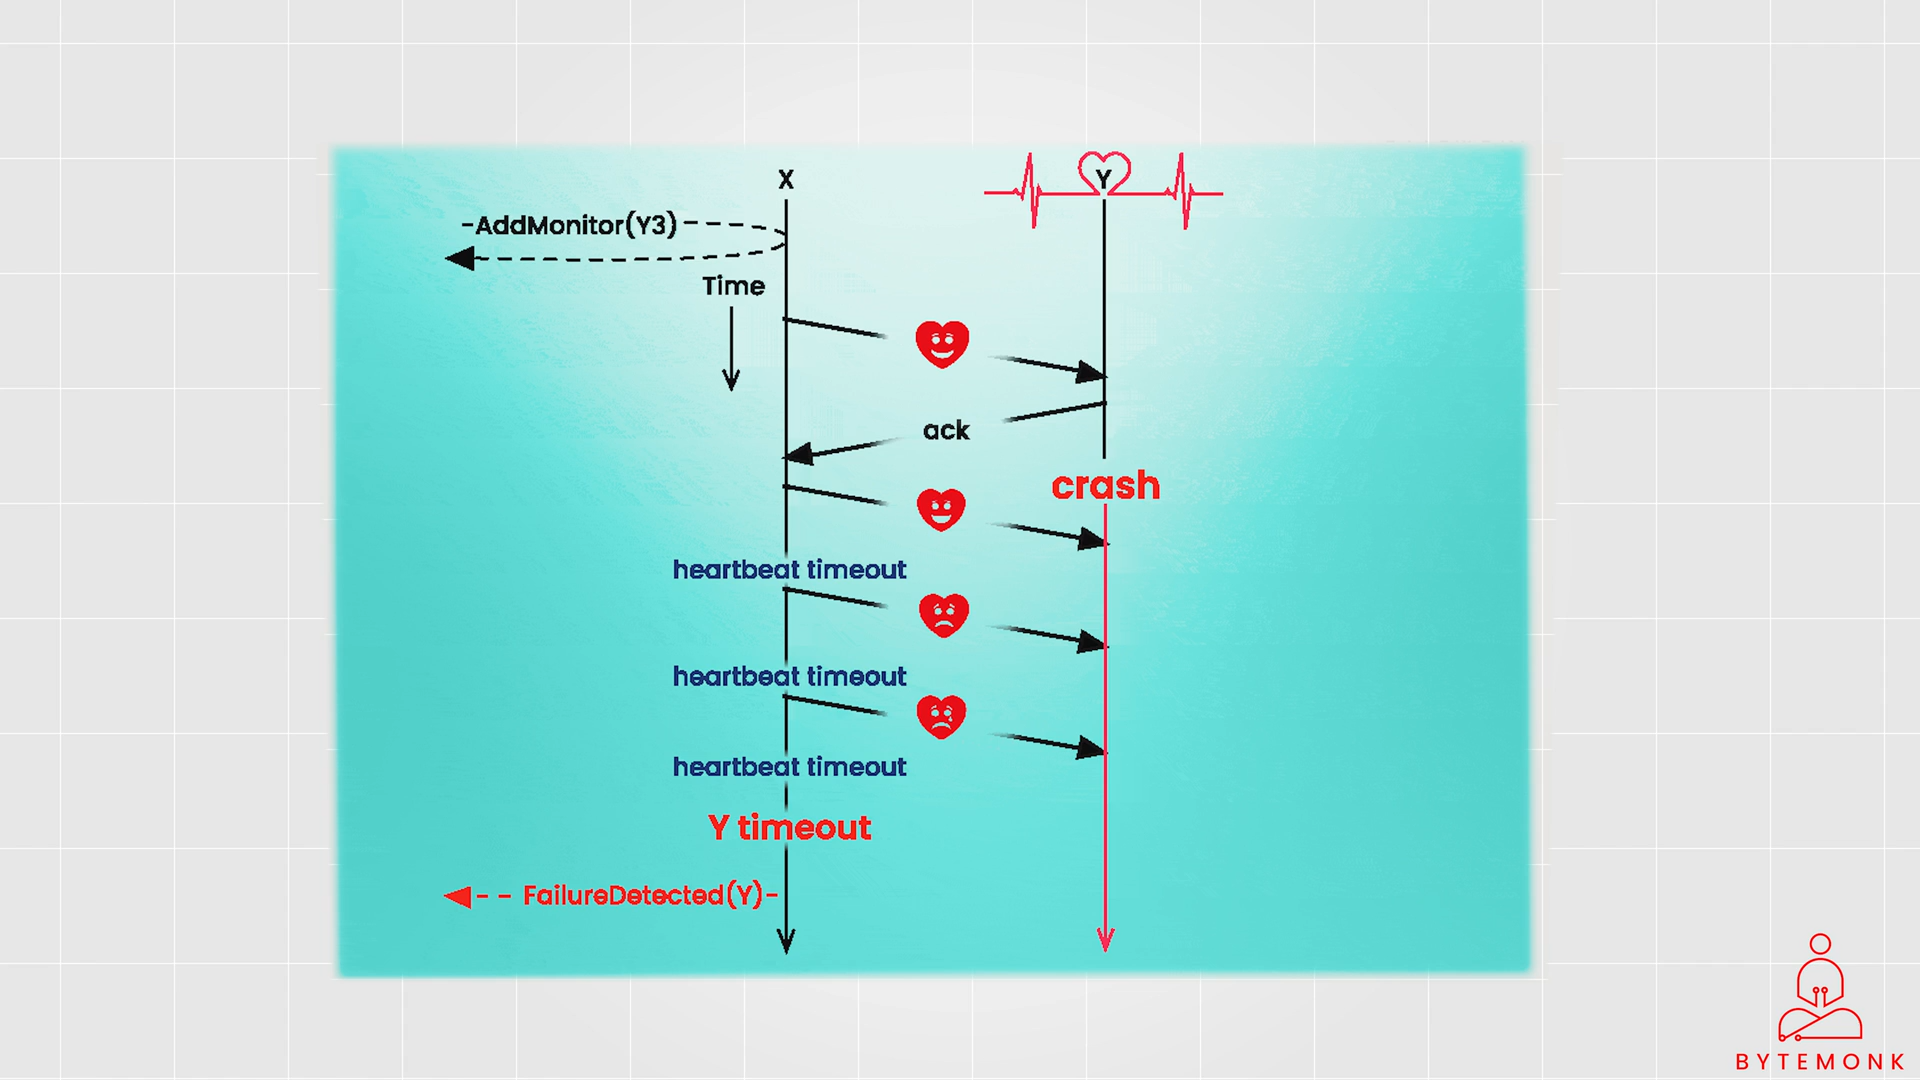 X
Y
-AddMonitor(Y3)
Time
ack
crash
heartbeat timeout
heartbeat timeout
heartbeat timeout
Y timeout
FailureDetected(Y)-
BYTEMONK